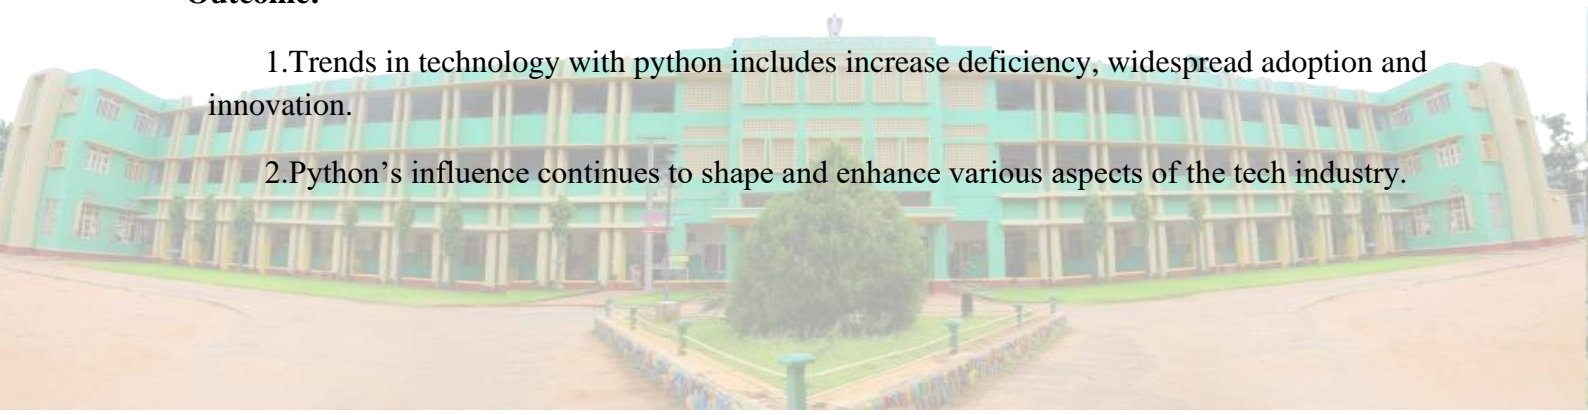 Outcome:
1.Trends in technology with python includes increase deficiency, widespread adoption and
innovation.
2.Python’s influence continues to shape and enhance various aspects of the tech industry.